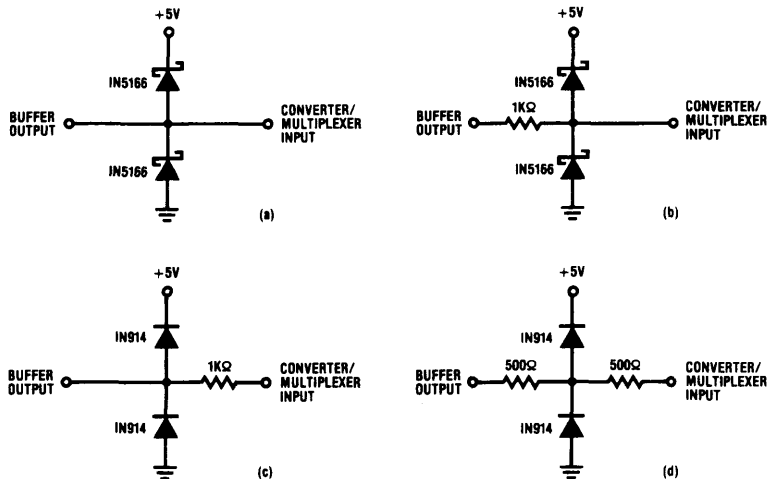 +5V
IN5166
BUFFER
OUTPUT
CONVERTER/
MULTIPLEXER
INPUT
IN5166
(a)
+5V
IN5166
1KΩ
BUFFER
OUTPUT
CONVERTER/
MULTIPLEXER
INPUT
IN5166
(b)
+5V
IN914
1KΩ
BUFFER
OUTPUT
CONVERTER/
MULTIPLEXER
INPUT
IN914
(c)
+5V
IN914
500Ω
500Ω
BUFFER
OUTPUT
CONVERTER/
MULTIPLEXER
INPUT
IN914
(d)